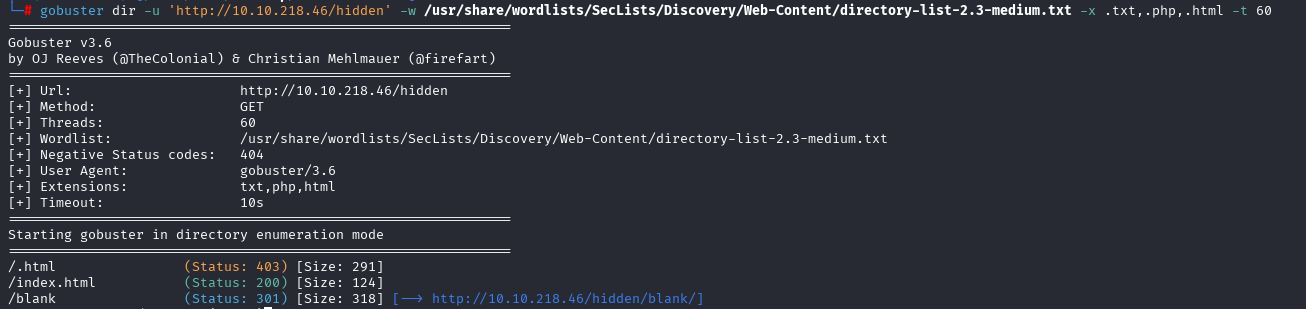 └─# gobuster dir -u 'http://10.10.218.46/hidden' -w /usr/share/wordlists/SecLists/Discovery/Web-Content/directory-list-2.3-medium.txt -x .txt,.php,.html -t 60
===============================================================
Gobuster v3.6
by OJ Reeves (@TheColonial) & Christian Mehlmauer (@firefart)
===============================================================
[+] Url:                     http://10.10.218.46/hidden
[+] Method:                  GET
[+] Threads:                 60
[+] Wordlist:                /usr/share/wordlists/SecLists/Discovery/Web-Content/directory-list-2.3-medium.txt
[+] Negative Status codes:   404
[+] User Agent:              gobuster/3.6
[+] Extensions:              txt,php,html
[+] Timeout:                 10s
===============================================================
Starting gobuster in directory enumeration mode
===============================================================
/.html                (Status: 403) [Size: 291]
/index.html           (Status: 200) [Size: 124]
/blank                (Status: 301) [Size: 318] [--> http://10.10.218.46/hidden/blank/]